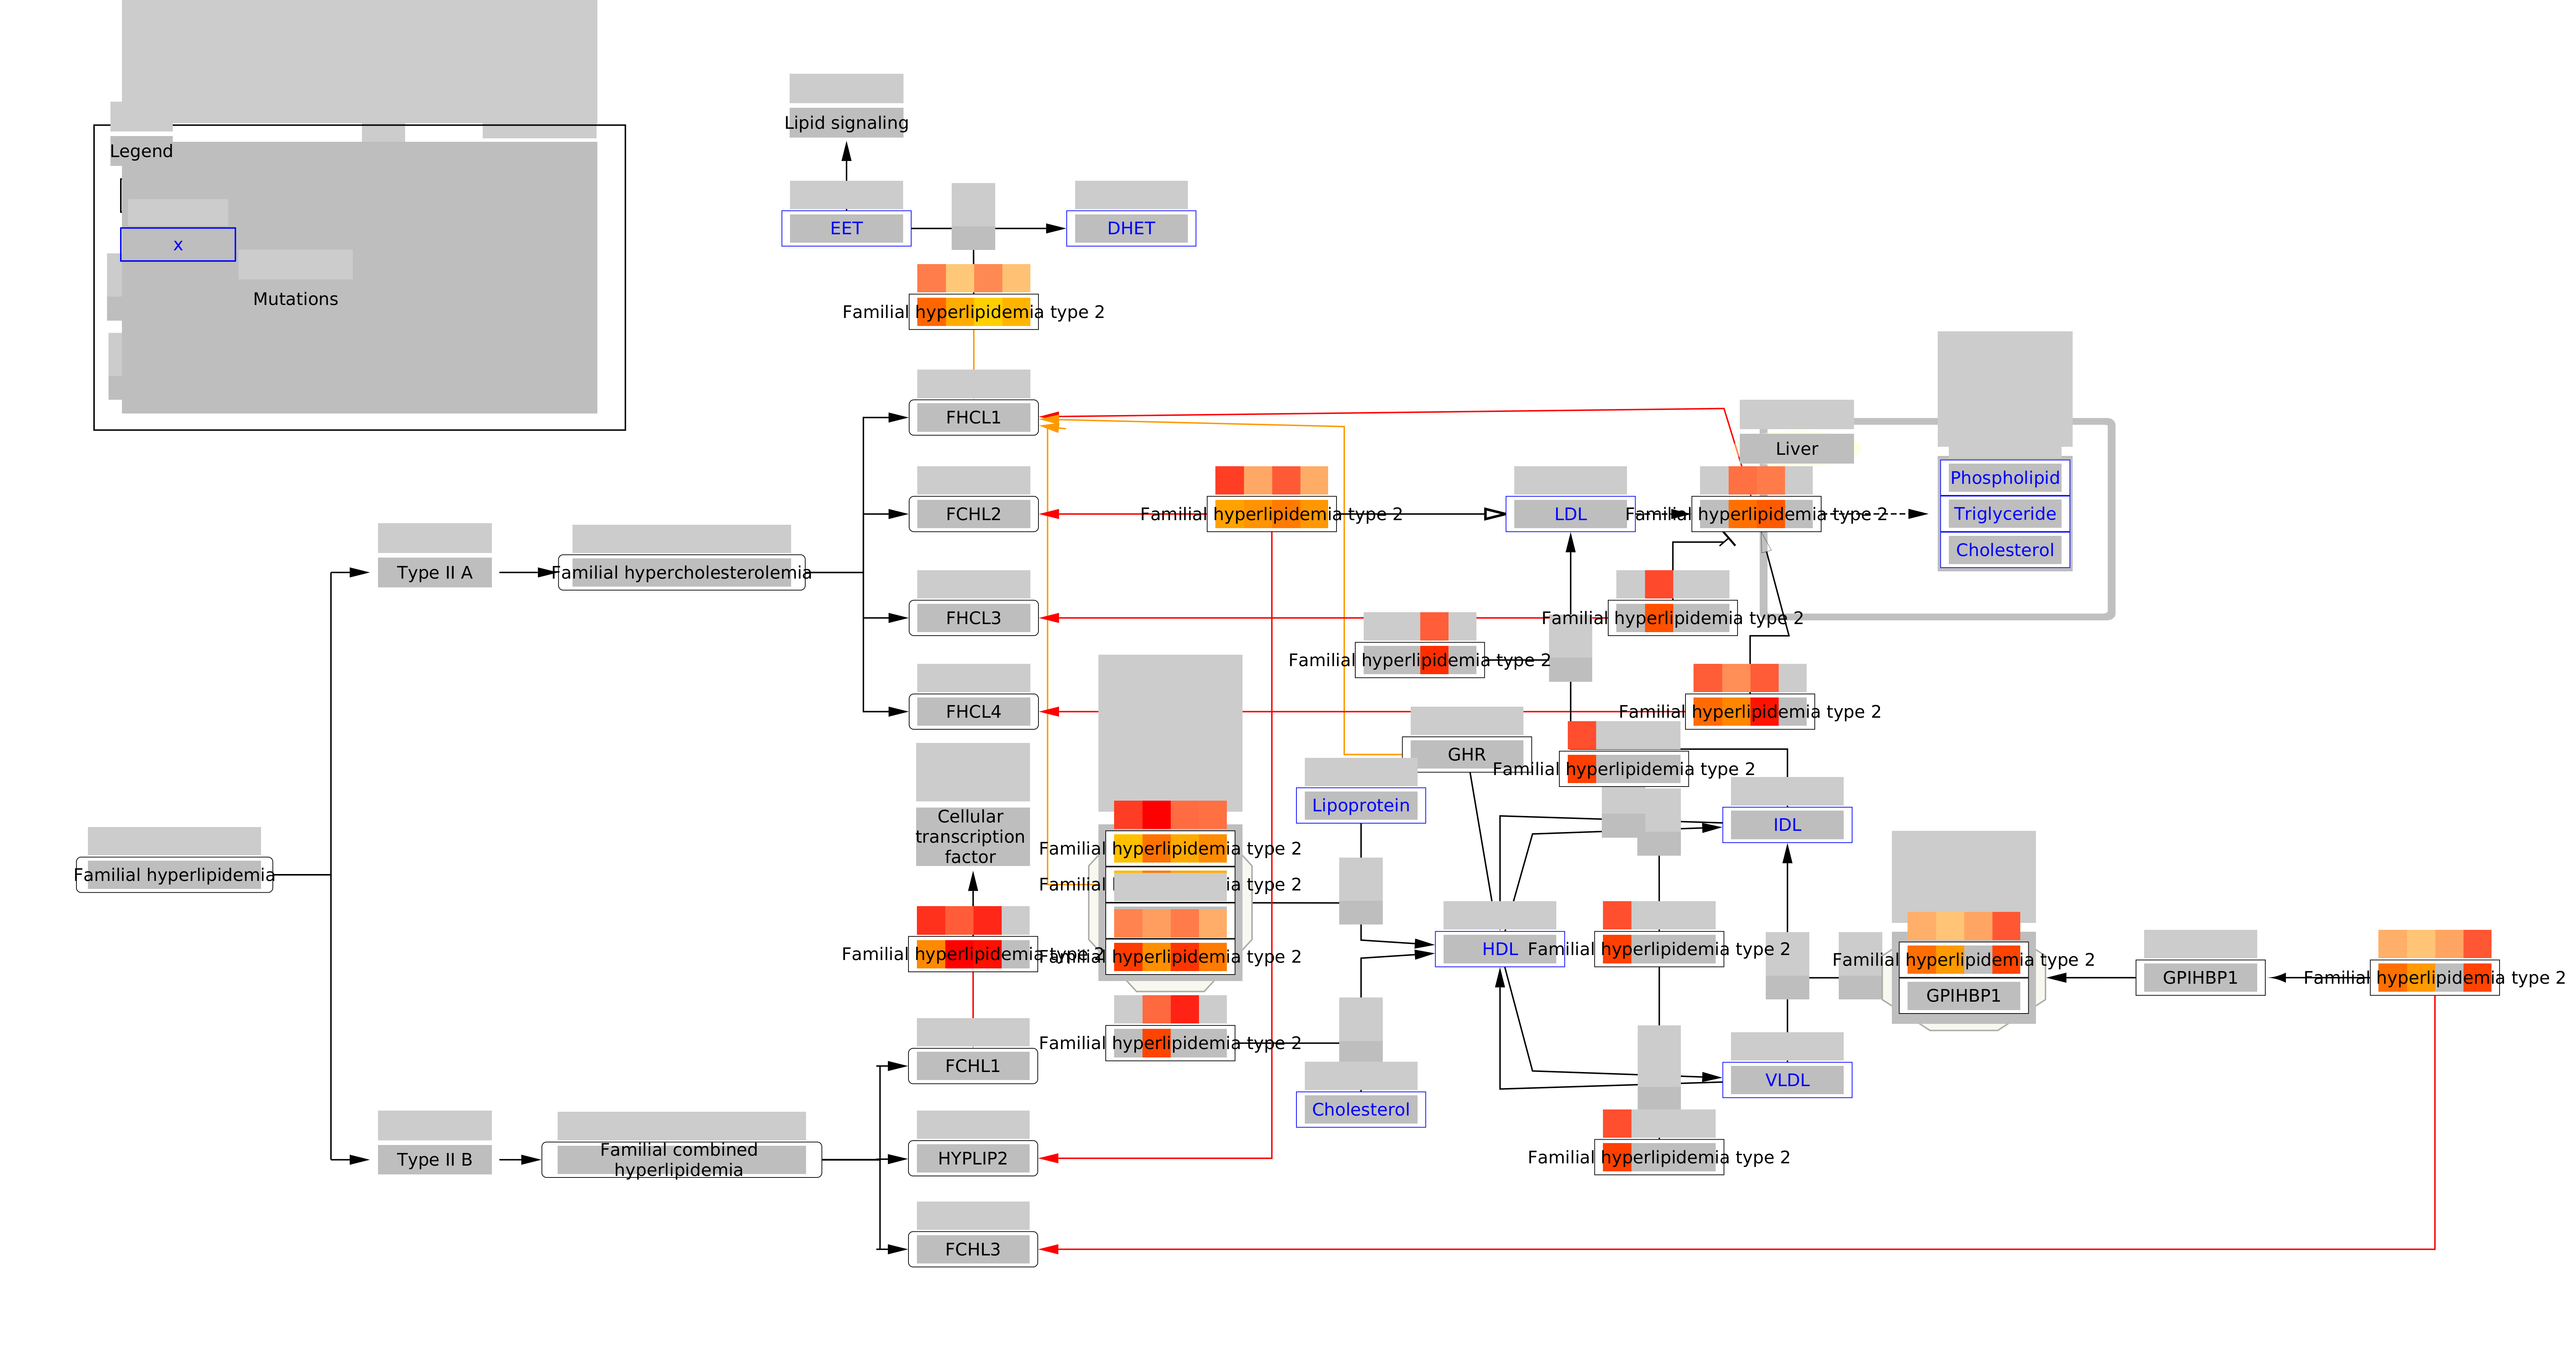 Lipid signaling
Legend
EET
DHET
x
Mutations
Familial hyperlipidemia type 2
FHCL1
Liver
Phospholipid
FCHL2
Familial hyperlipidemia type 2
LDL
Familial hyperlipidemia type 2
Triglyceride
Cholesterol
Type II A
Familial hypercholesterolemia
FHCL3
Familial hyperlipidemia type 2
Familial hyperlipidemia type 2
FHCL4
Familial hyperlipidemia type 2
GHR
Familial hyperlipidemia type 2
Lipoprotein
Cellular
transcription
factor
IDL
Familial hyperlipidemia type 2
Familial hyperlipidemia
Familial hyperlipidemia type 2
HDL
Familial hyperlipidemia type 2
Familial hyperlipidemia type 2
Familial hyperlipidemia type 2
Familial hyperlipidemia type 2
Familial hyperlipidemia type 2
GPIHBP1
Familial hyperlipidemia type 2
GPIHBP1
Familial hyperlipidemia type 2
FCHL1
VLDL
Cholesterol
Type II B
Familial combined
hyperlipidemia
HYPLIP2
Familial hyperlipidemia type 2
FCHL3